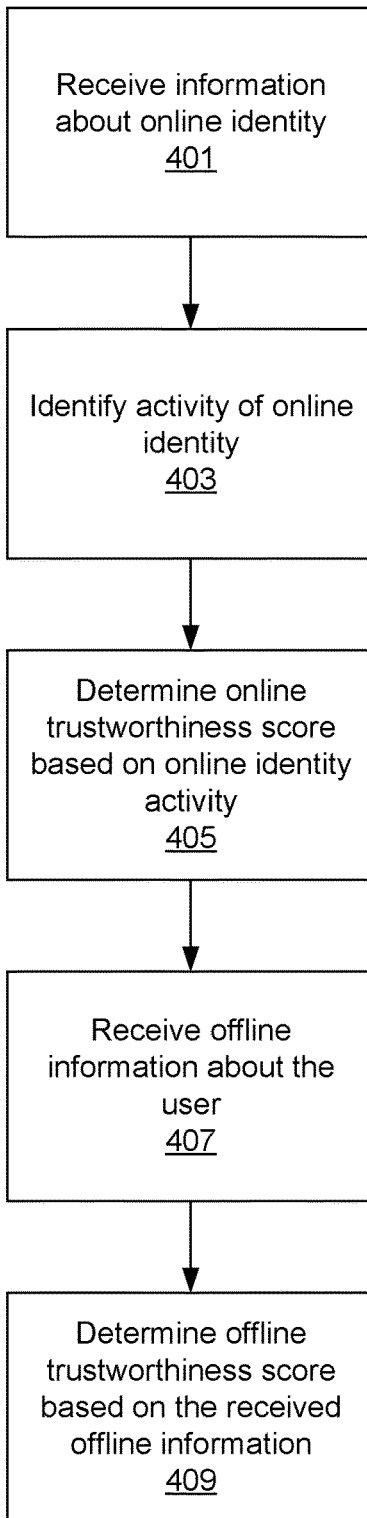 Receive information
about online identity
401
Identify activity of online
identity
403
Determine online
trustworthiness score
based on online identity
activity
405
Receive offline
information about the
user
407
Determine offline
trustworthiness score
based on the received
offline information
409